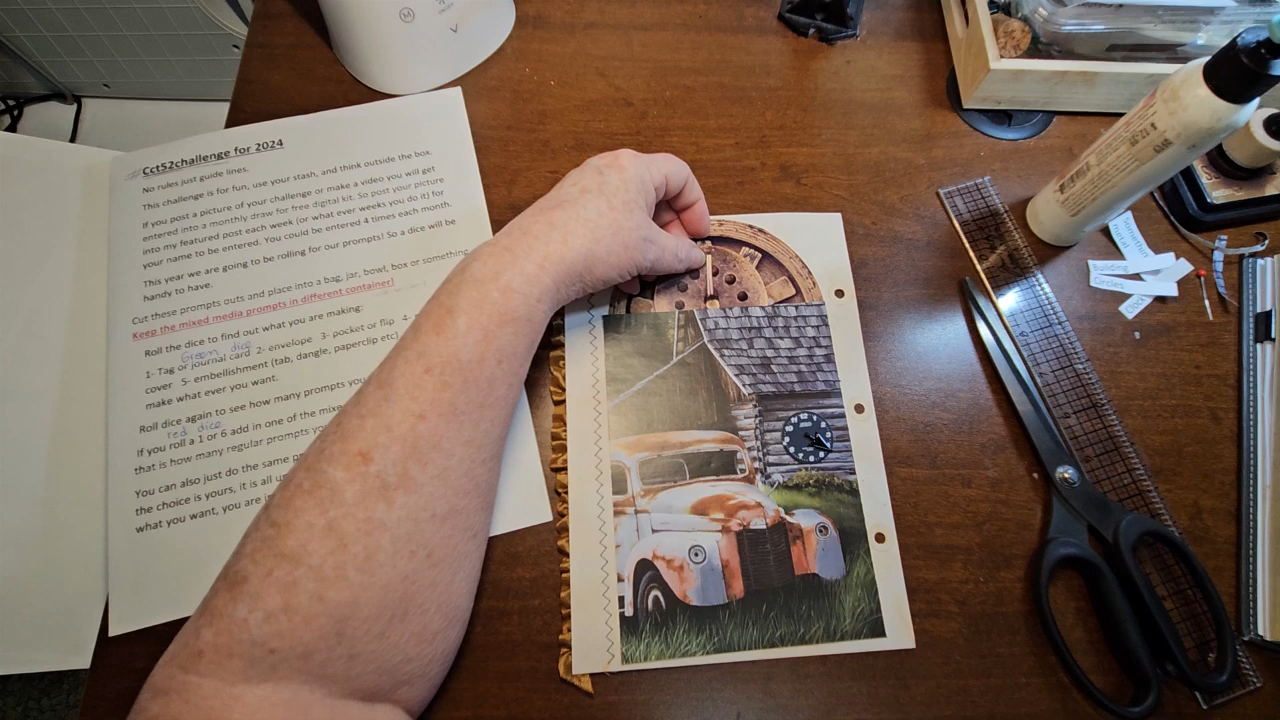 Cct52challenge for 2024
No rules just guide lines.
This challenge is for fun, use your stash, and think outside the box.
If you post a picture of your challenge or make a video you will get
entered into a monthly draw for free digital kit. So post your picture
into my featured post each week (or what ever weeks you do it) for
your name to be entered. You could be entered 4 times each month.
This year we are going to be rolling for our prompts! So a dice will be
handy to have.
Cut these prompts outs and place into a bag, jar, bowl, box or something
Keep the mixed media prompts in different container!
Roll the dice to find out what you are making:
Green dice
1- Tag or journal card 2- envelope 3- pocket or flip 4-
cover 5- embellishment (tab, dangle, paperclip etc)
make what ever you want.
Roll dice again to see how many prompts you
red dice
If you roll a 1 or 6 add in one of the mixe
that is how many regular prompts yo
You can also just do the same pr
the choice is yours, it is all u
what you want, you are i
M
V
somethin
metal
Building
Circles